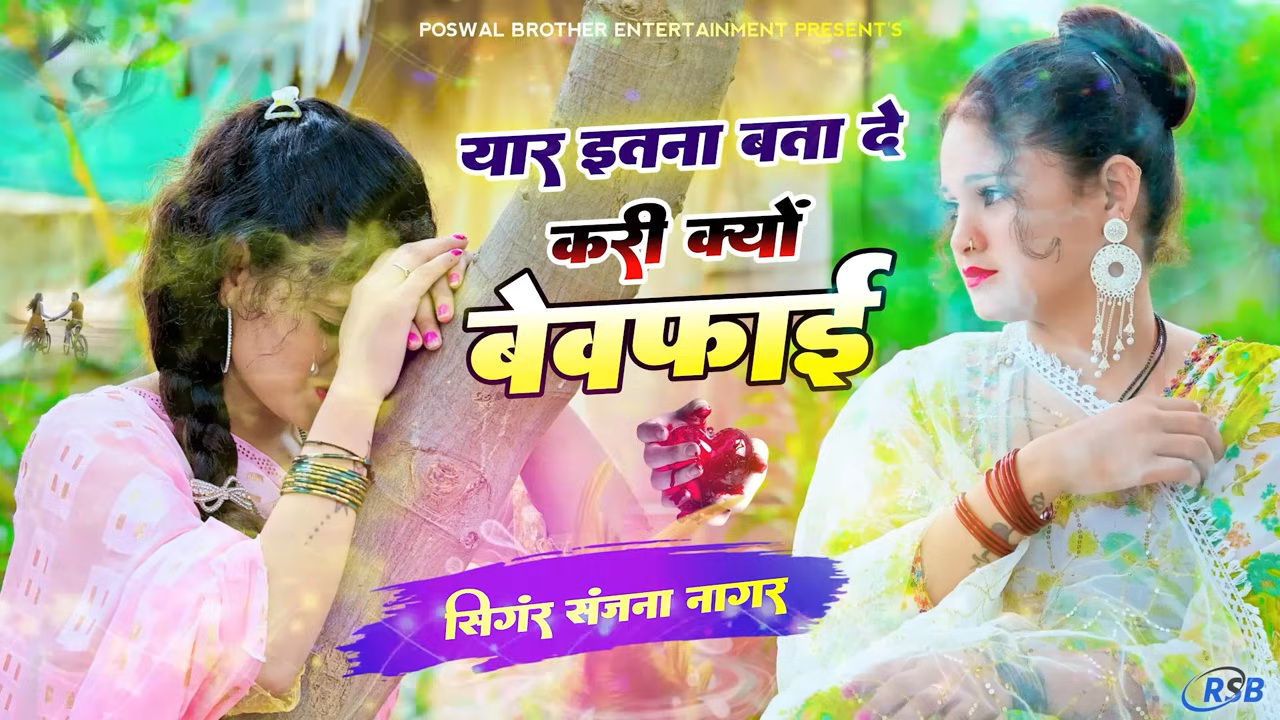 POSWAL BROTHER ENTERTAINMENT PRESENT'S
यार इतना बता दे
करी क्यों
बेवफाई
सिगंर संजना नागर
RSB